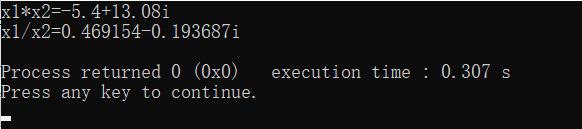 x1*x2=-5.4+13.08i
x1/x2=0.469154-0.193687i
Process returned 0 (0x0)   execution time : 0.307 s
Press any key to continue.